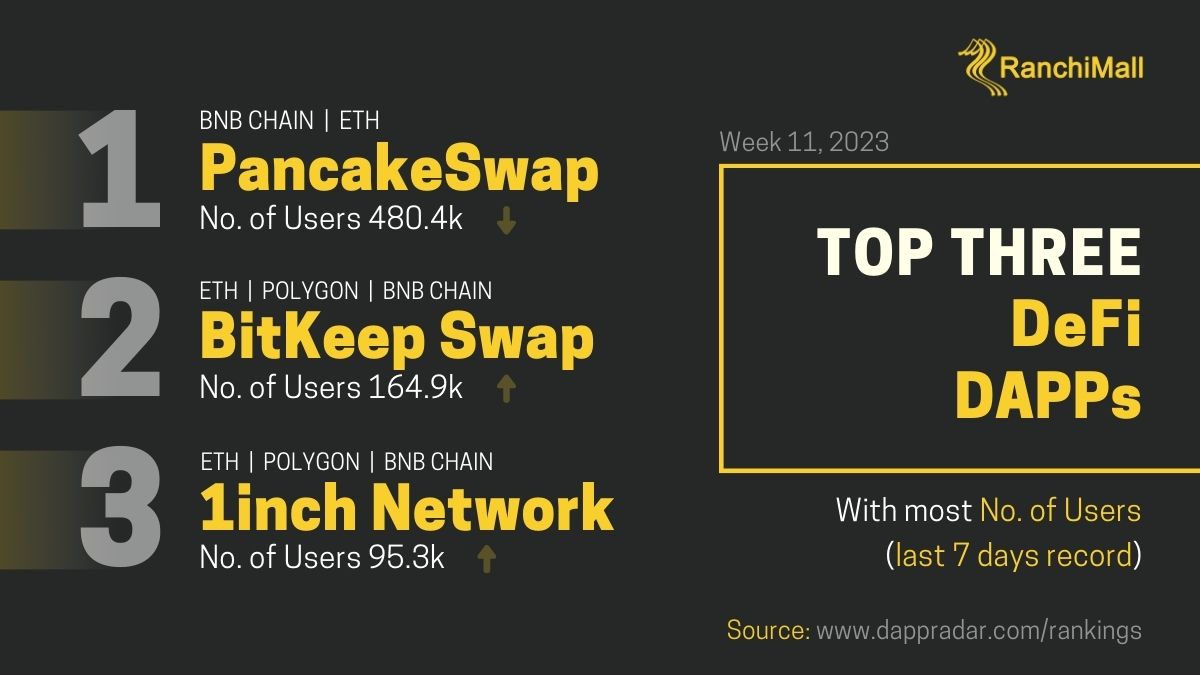 RanchiMall
1
BNB CHAIN | ETH
PancakeSwap
No. of Users 480.4k
2
ETH | POLYGON | BNB CHAIN
BitKeep Swap
No. of Users 164.9k
3
ETH | POLYGON | BNB CHAIN
1inch Network
No. of Users 95.3k
Week 11, 2023
TOP THREE
DeFi
DAPPs
With most No. of Users
(last 7 days record)
Source: www.dappradar.com/rankings